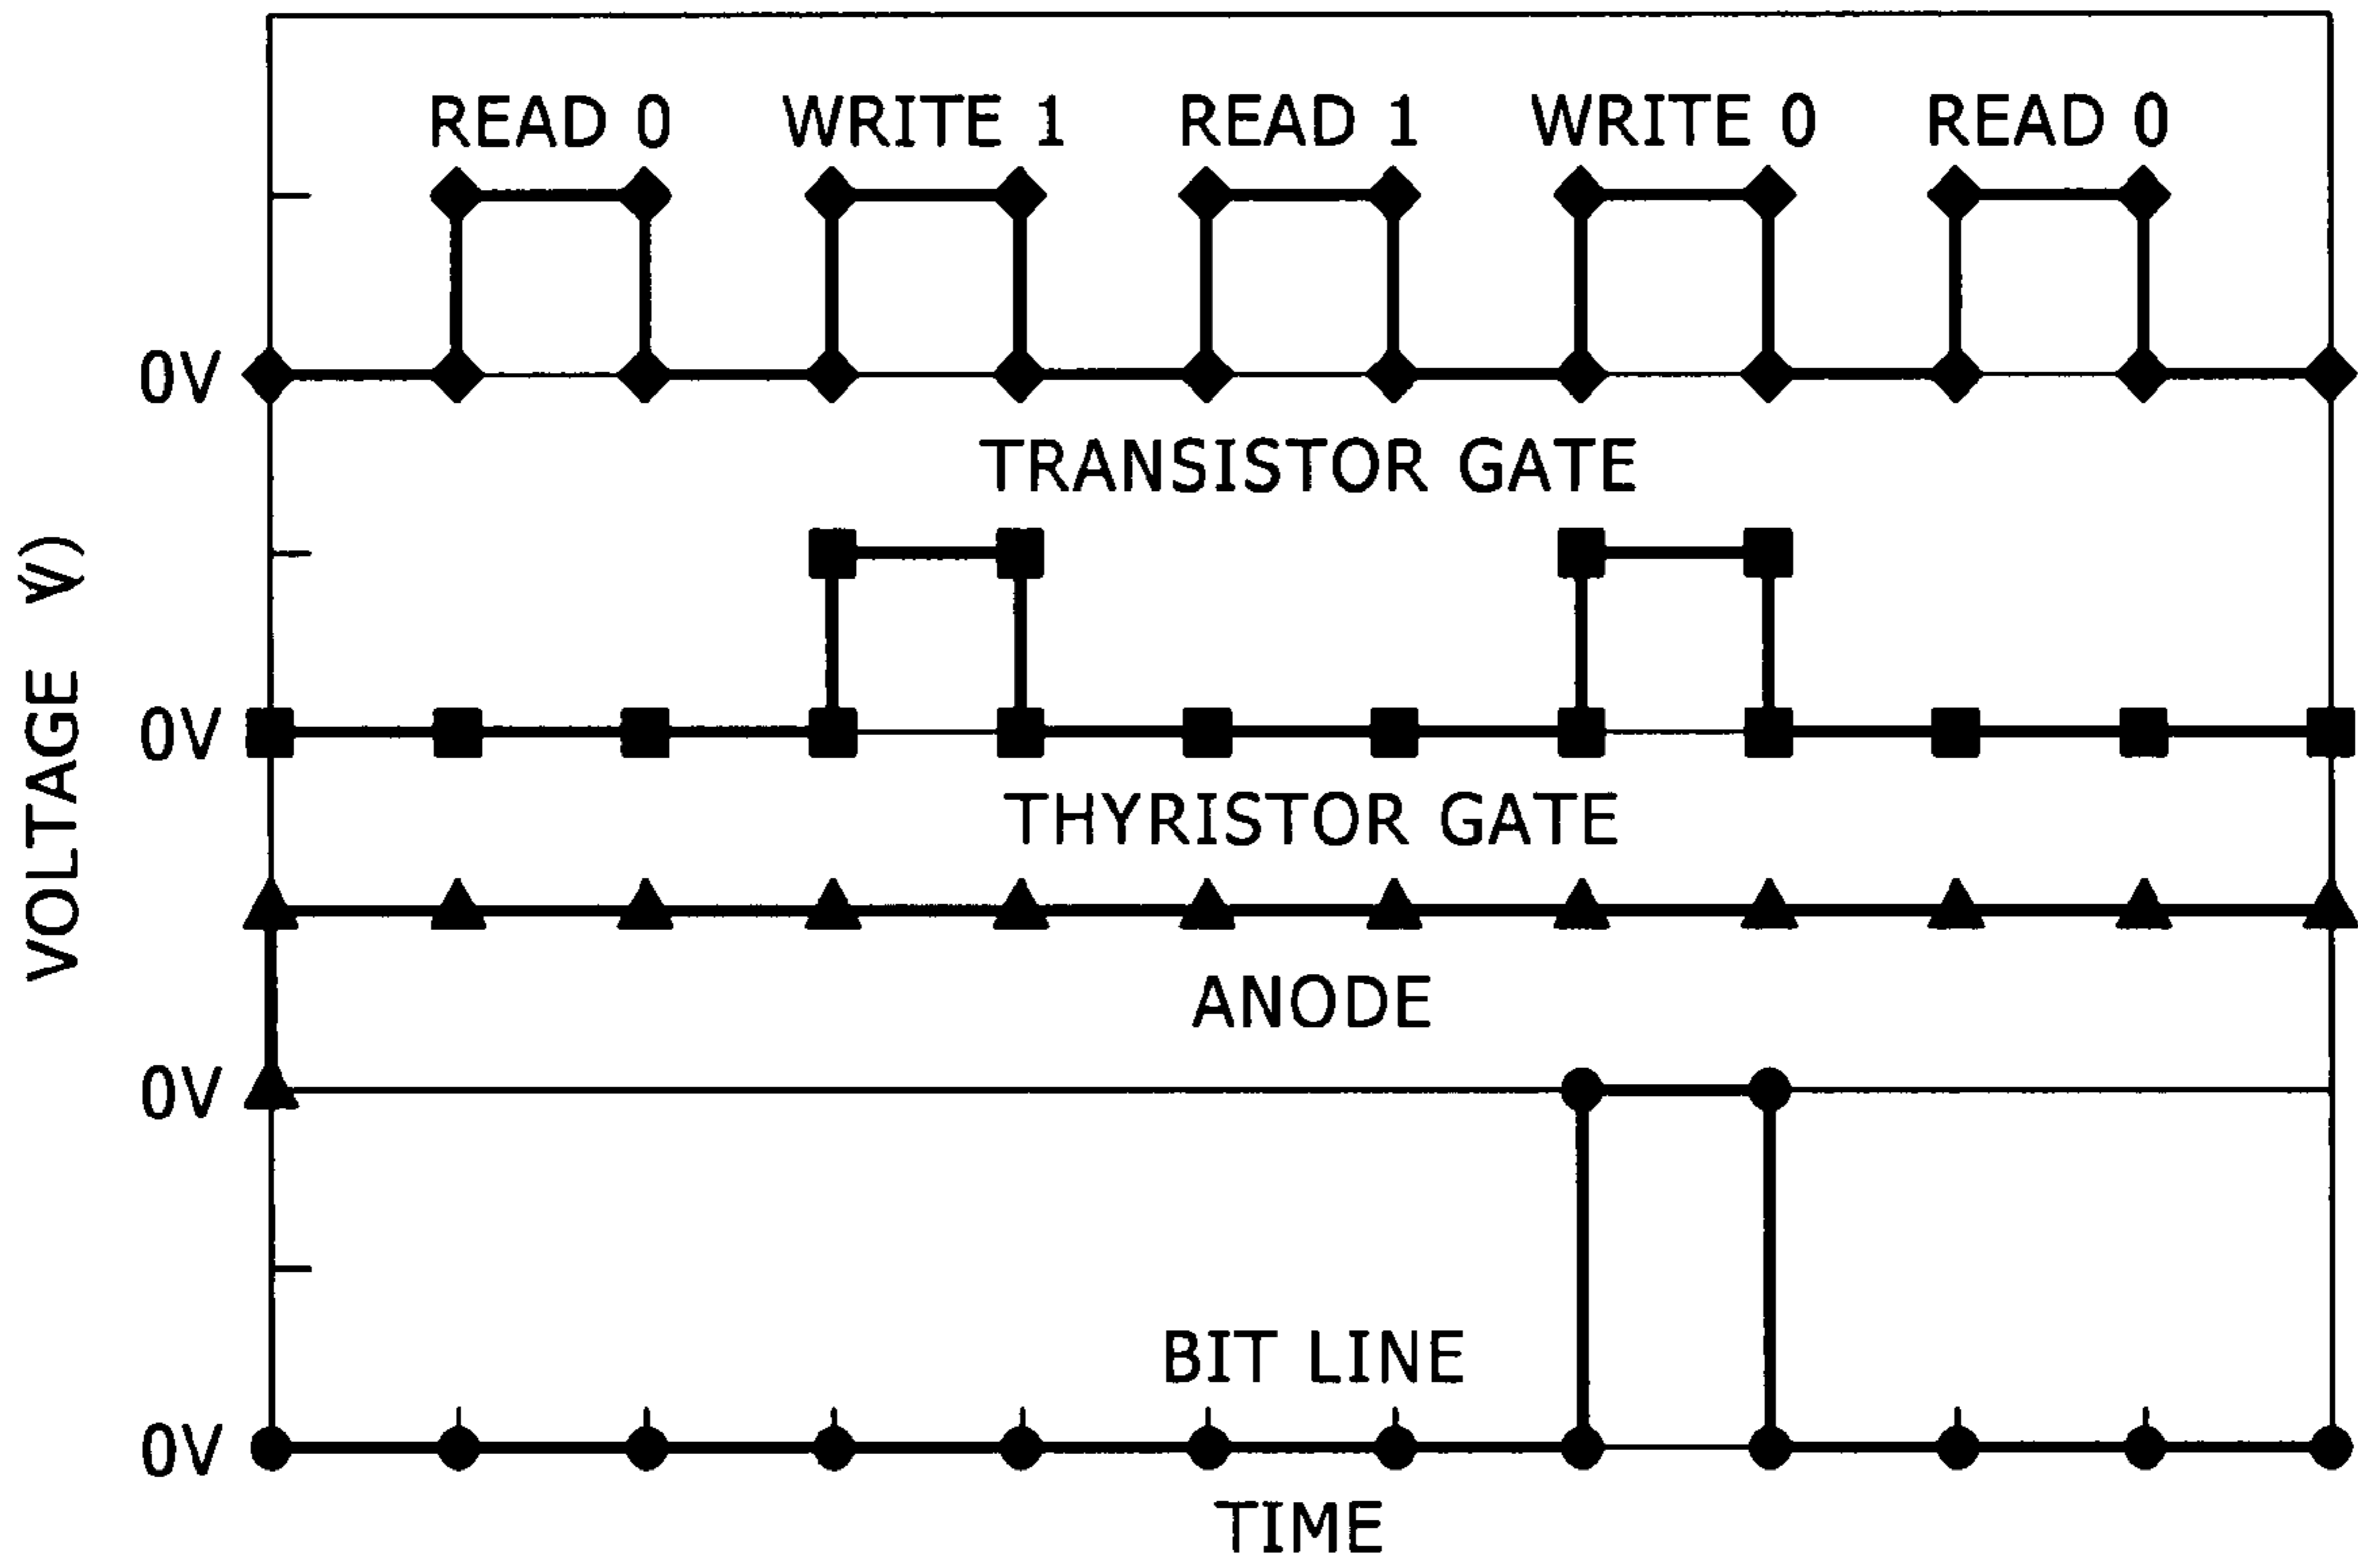 READ 0 WRITE 1 READ 1 WRITE 0 READ 0
0V
TRANSISTOR GATE
VOLTAGE V)
0V
THYRISTOR GATE
ANODE
0V
BIT LINE
0V
TIME